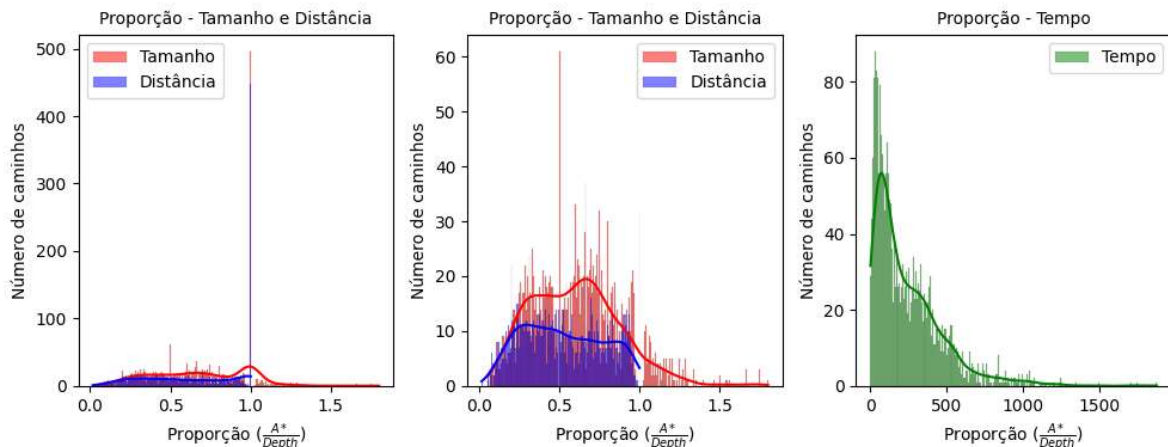 Proporção - Tamanho e Distância
500
400
300
200
100
0
Número de caminhos
Tamanho
Distância
0.0 0.5 1.0 1.5
Proporção (A*/Depth)
Proporção - Tamanho e Distância
60
50
40
30
20
10
0
Número de caminhos
Tamanho
Distância
0.0 0.5 1.0 1.5
Proporção (A*/Depth)
Proporção - Tempo
80
60
40
20
0
Número de caminhos
Tempo
0 500 1000 1500
Proporção (A*/Depth)